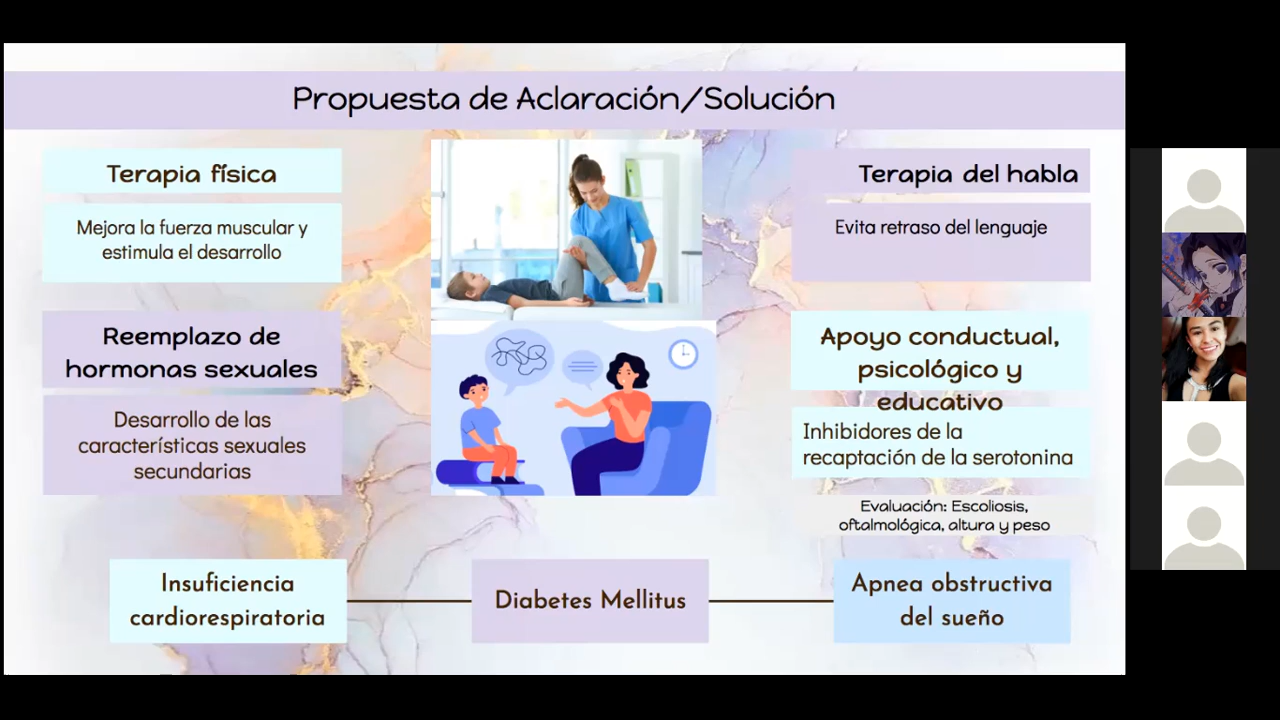 Propuesta de Aclaración/Solución
Terapia física
Mejora la fuerza muscular y
estimula el desarrollo
Reemplazo de
hormonas sexuales
Desarrollo de las
características sexuales
secundarias
Terapia del habla
Evita retraso del lenguaje
Apoyo conductual,
psicológico y
educativo
Inhibidores de la
recaptación de la serotonina
Evaluación: Escoliosis,
oftalmológica, altura y peso
Insuficiencia
cardiorespiratoria
Diabetes Mellitus
Apnea obstructiva
del sueño